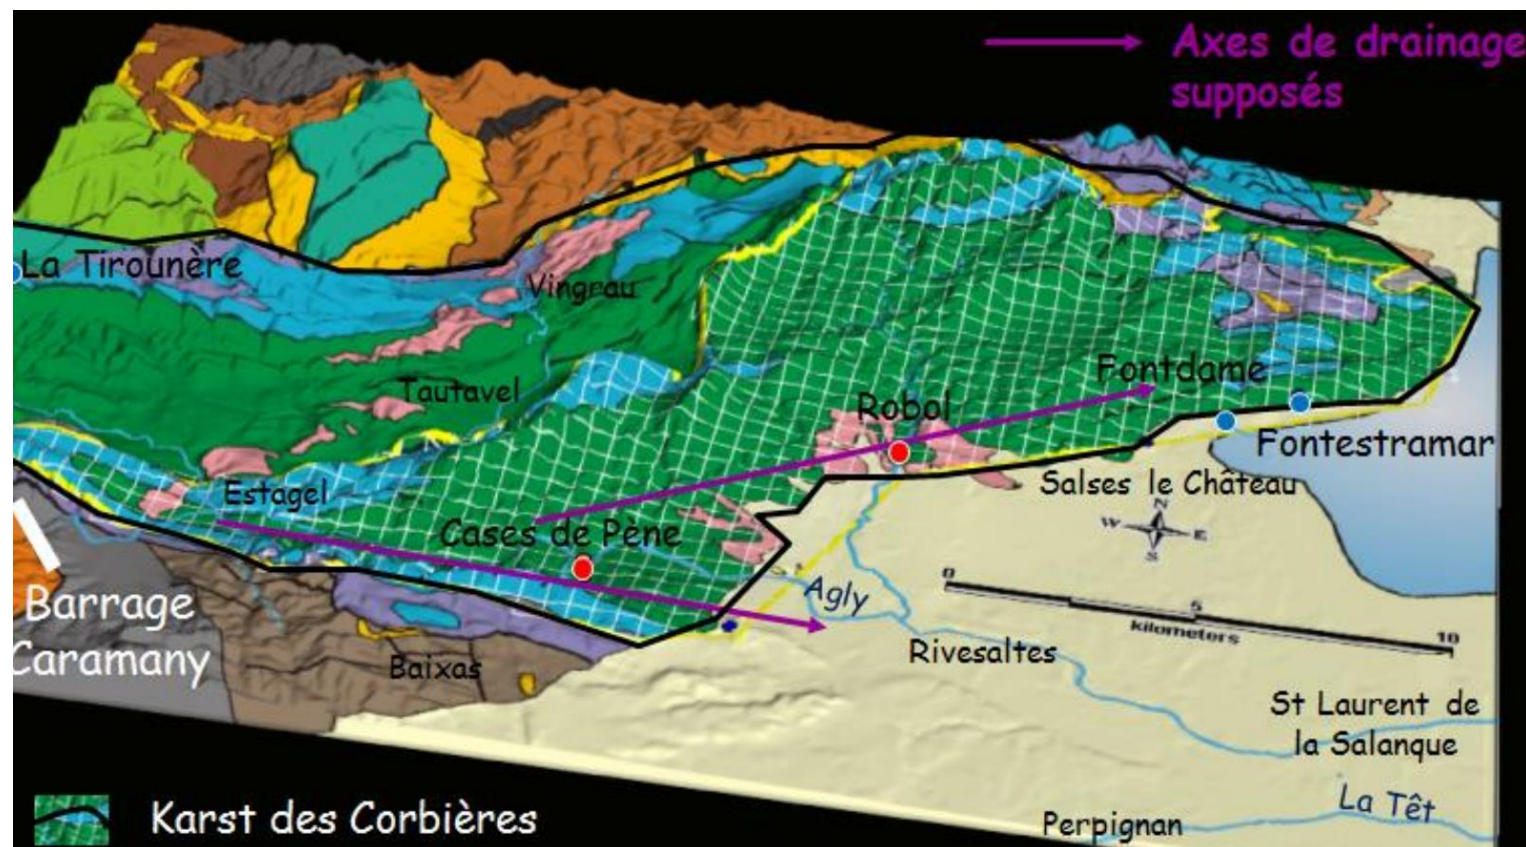 Axes de drainage
supposés
La Tirounère
Vingrau
Tautavel
Fontdame
Robol
Fontestramar
Salses le Château
Estagel
Cases de Pène
N
W
E
S
0
5
10
kilometers
Agly
Barrage
Caramany
Rivesaltes
Baixas
St Laurent de
la Salanque
La Têt
Karst des Corbières
Perpignan